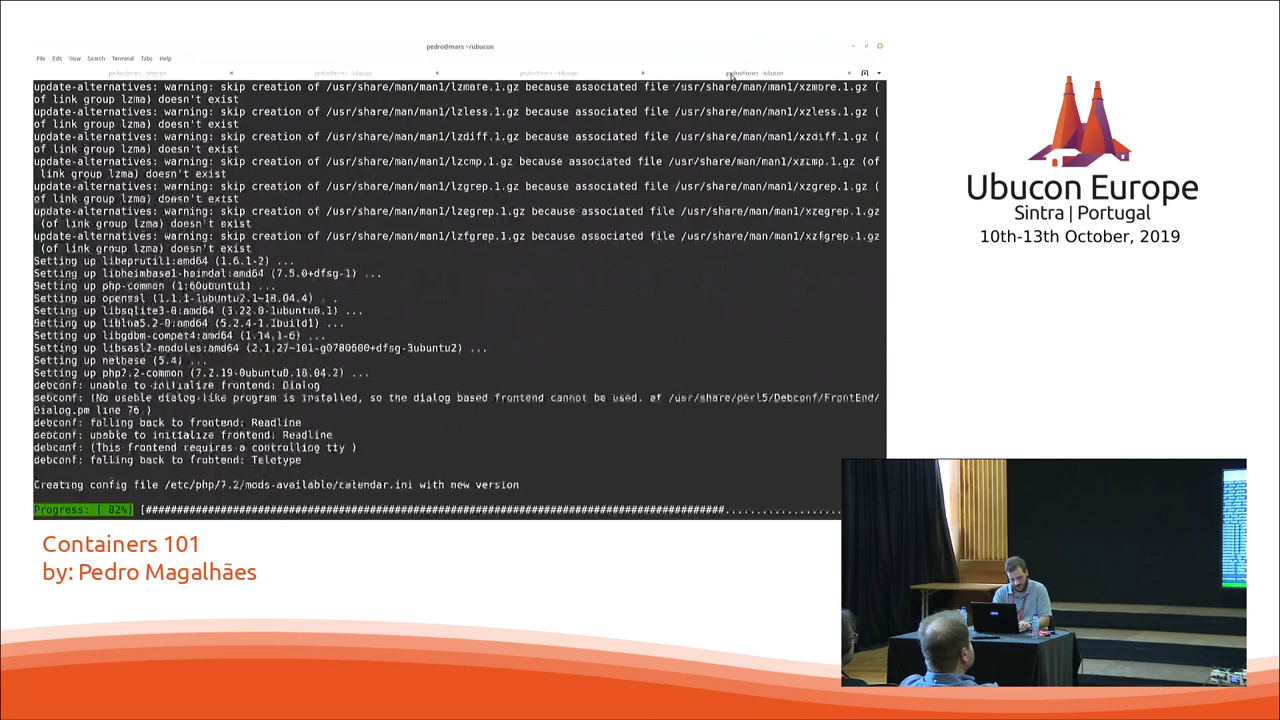 pedro@mars ~/ubucon
File Edit View Search Terminal Tabs Help
pedro@mars ~/ubucon
update-alternatives: warning: skip creation of /usr/share/man/man1/lzmore.1.gz because associated file /usr/share/man/man1/xzmore.1.gz (
of link group lzma) doesn't exist
update-alternatives: warning: skip creation of /usr/share/man/man1/lzless.1.gz because associated file /usr/share/man/man1/xzless.1.gz (
of link group lzma) doesn't exist
update-alternatives: warning: skip creation of /usr/share/man/man1/lzdiff.1.gz because associated file /usr/share/man/man1/xzdiff.1.gz (
of link group lzma) doesn't exist
update-alternatives: warning: skip creation of /usr/share/man/man1/lzcmp.1.gz because associated file /usr/share/man/man1/xzcmp.1.gz (of
link group lzma) doesn't exist
update-alternatives: warning: skip creation of /usr/share/man/man1/lzgrep.1.gz because associated file /usr/share/man/man1/xzgrep.1.gz (
of link group lzma) doesn't exist
update-alternatives: warning: skip creation of /usr/share/man/man1/lzegrep.1.gz because associated file /usr/share/man/man1/xzegrep.1.gz
(of link group lzma) doesn't exist
update-alternatives: warning: skip creation of /usr/share/man/man1/lzfgrep.1.gz because associated file /usr/share/man/man1/xzfgrep.1.gz
(of link group lzma) doesn't exist
Setting up libaprutil1:amd64 (1.6.1-2) ...
Setting up libheimbase1-heimdal:amd64 (7.5.0+dfsg-1) ...
Setting up php-common (1:60ubuntu1) ...
Setting up openssl (1.1.1-1ubuntu2.1~18.04.4) ...
Setting up libsqlite3-0:amd64 (3.22.0-1ubuntu0.1) ...
Setting up liblua5.2-0:amd64 (5.2.4-1.1build1) ...
Setting up libgdbm-compat4:amd64 (1.14.1-6) ...
Setting up libsasl2-modules:amd64 (2.1.27~101-g0780600+dfsg-3ubuntu2) ...
Setting up netbase (5.4) ...
Setting up php7.2-common (7.2.19-0ubuntu0.18.04.2) ...
debconf: unable to initialize frontend: Dialog
debconf: (No usable dialog-like program is installed, so the dialog based frontend cannot be used. at /usr/share/perl5/Debconf/FrontEnd/
Dialog.pm line 76.)
debconf: falling back to frontend: Readline
debconf: unable to initialize frontend: Readline
debconf: (This frontend requires a controlling tty.)
debconf: falling back to frontend: Teletype
Creating config file /etc/php/7.2/mods-available/calendar.ini with new version
Progress: [ 82%] [################################################################################################...................
Ubucon Europe
Sintra | Portugal
10th-13th October, 2019
Containers 101
by: Pedro Magalhães